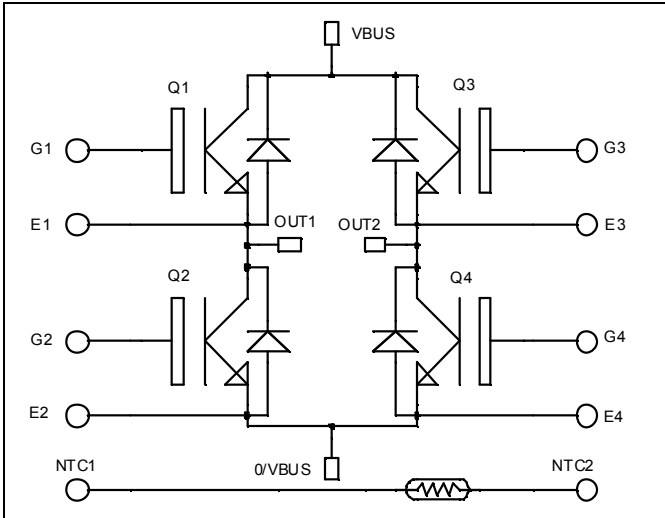 VBUS
Q1
Q3
G1
G3
E1
E3
OUT1
OUT2
Q2
Q4
G2
G4
E2
E4
NTC1
0/VBUS
NTC2